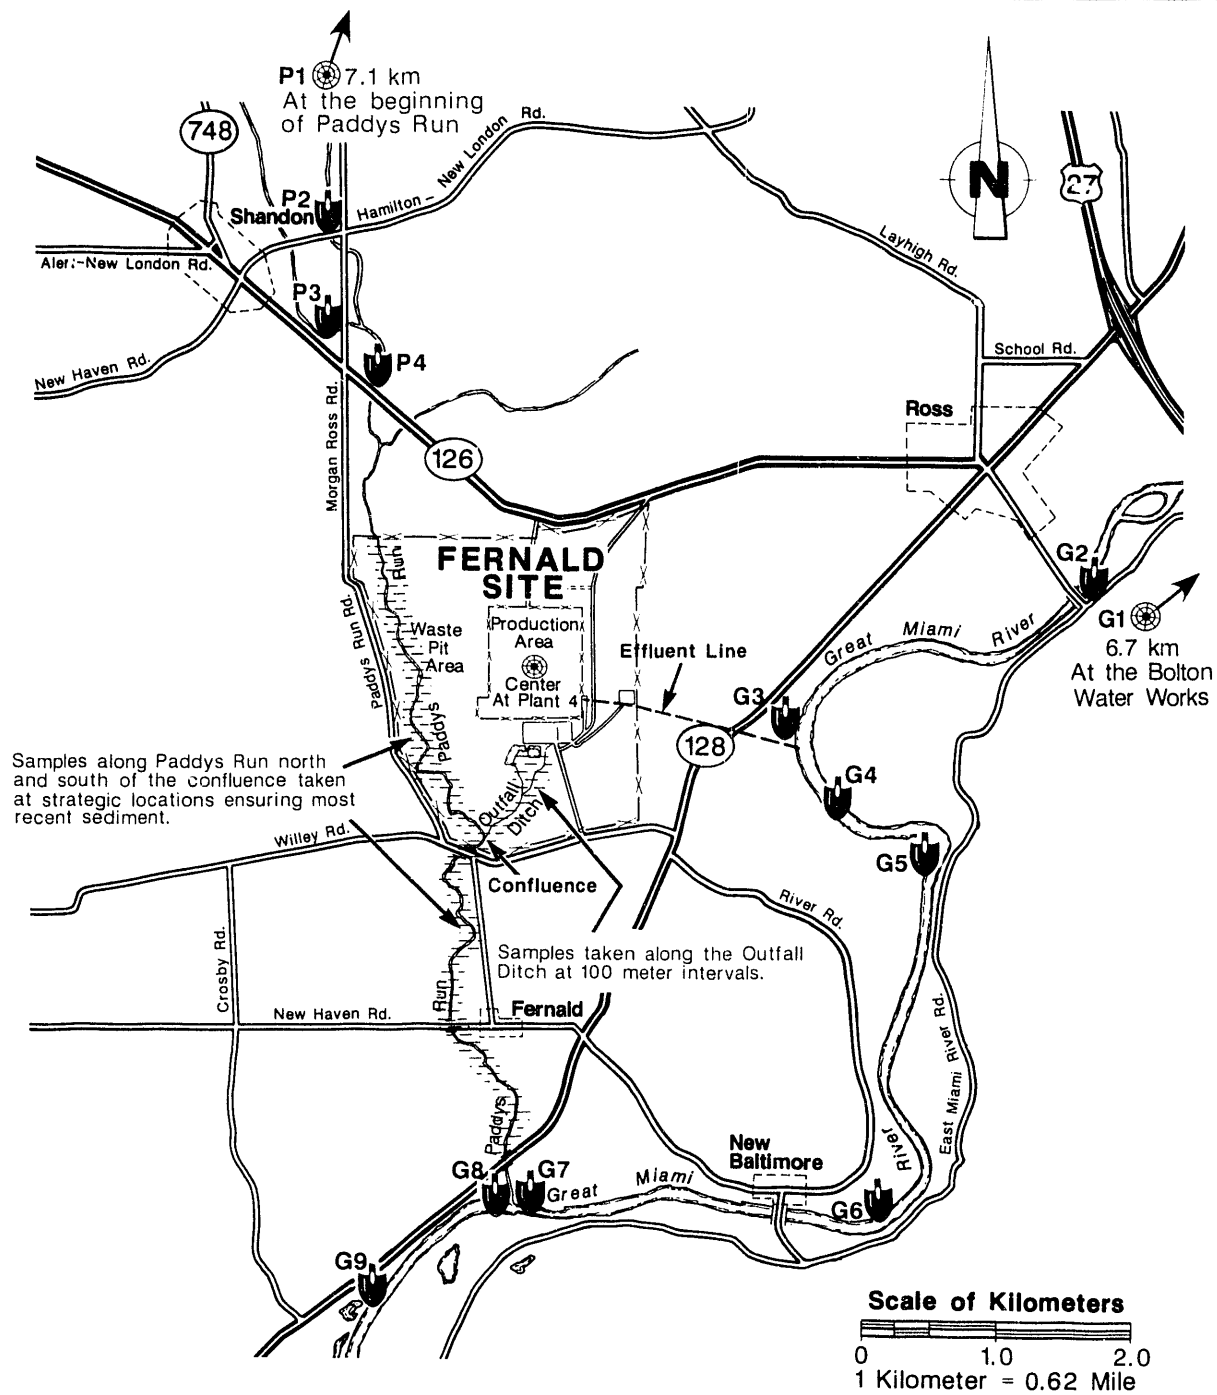 P1 7.1 km
At the beginning
of Paddys Run
748
Hamilton - New London Rd.
27
P2
Shandon
Layhigh Rd.
Aler.-New London Rd.
P3
School Rd.
New Haven Rd.
P4
Morgan Ross Rd.
Ross
126
N
G2
FERNALD
SITE
Run
G1
6.7 km
At the Bolton
Water Works
Great Miami River
Production
Area
Center
At Plant 4
Waste
Pit
Area
Effluent Line
Paddys Run Rd.
Paddys
G3
128
Samples along Paddys Run north
and south of the confluence taken
at strategic locations ensuring most
recent sediment.
G4
Outfall
Ditch
Willey Rd.
G5
Confluence
River Rd.
Crosby Rd.
Samples taken along the Outfall
Ditch at 100 meter intervals.
Run
New Haven Rd.
Fernald
East Miami River Rd.
Paddys
New
Baltimore
River
G8
G7
Great Miami
G6
G9
Scale of Kilometers
0 1.0 2.0
1 Kilometer = 0.62 Mile